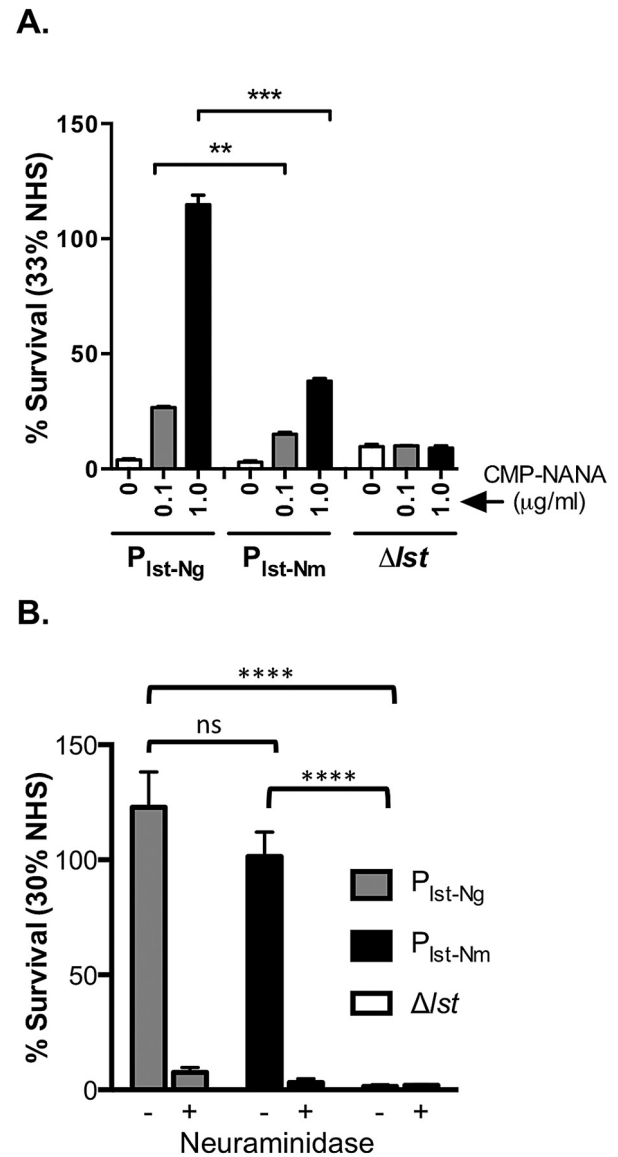 A.
***
**
150
100
50
0
% Survival (33% NHS)
0 0.1 1.0 0 0.1 1.0 0 0.1 1.0
CMP-NANA
(μg/ml)
Plst-Ng Plst-Nm Δlst
B.
****
ns
****
150
100
50
0
% Survival (30% NHS)
Plst-Ng
Plst-Nm
Δlst
- + - + - +
Neuraminidase